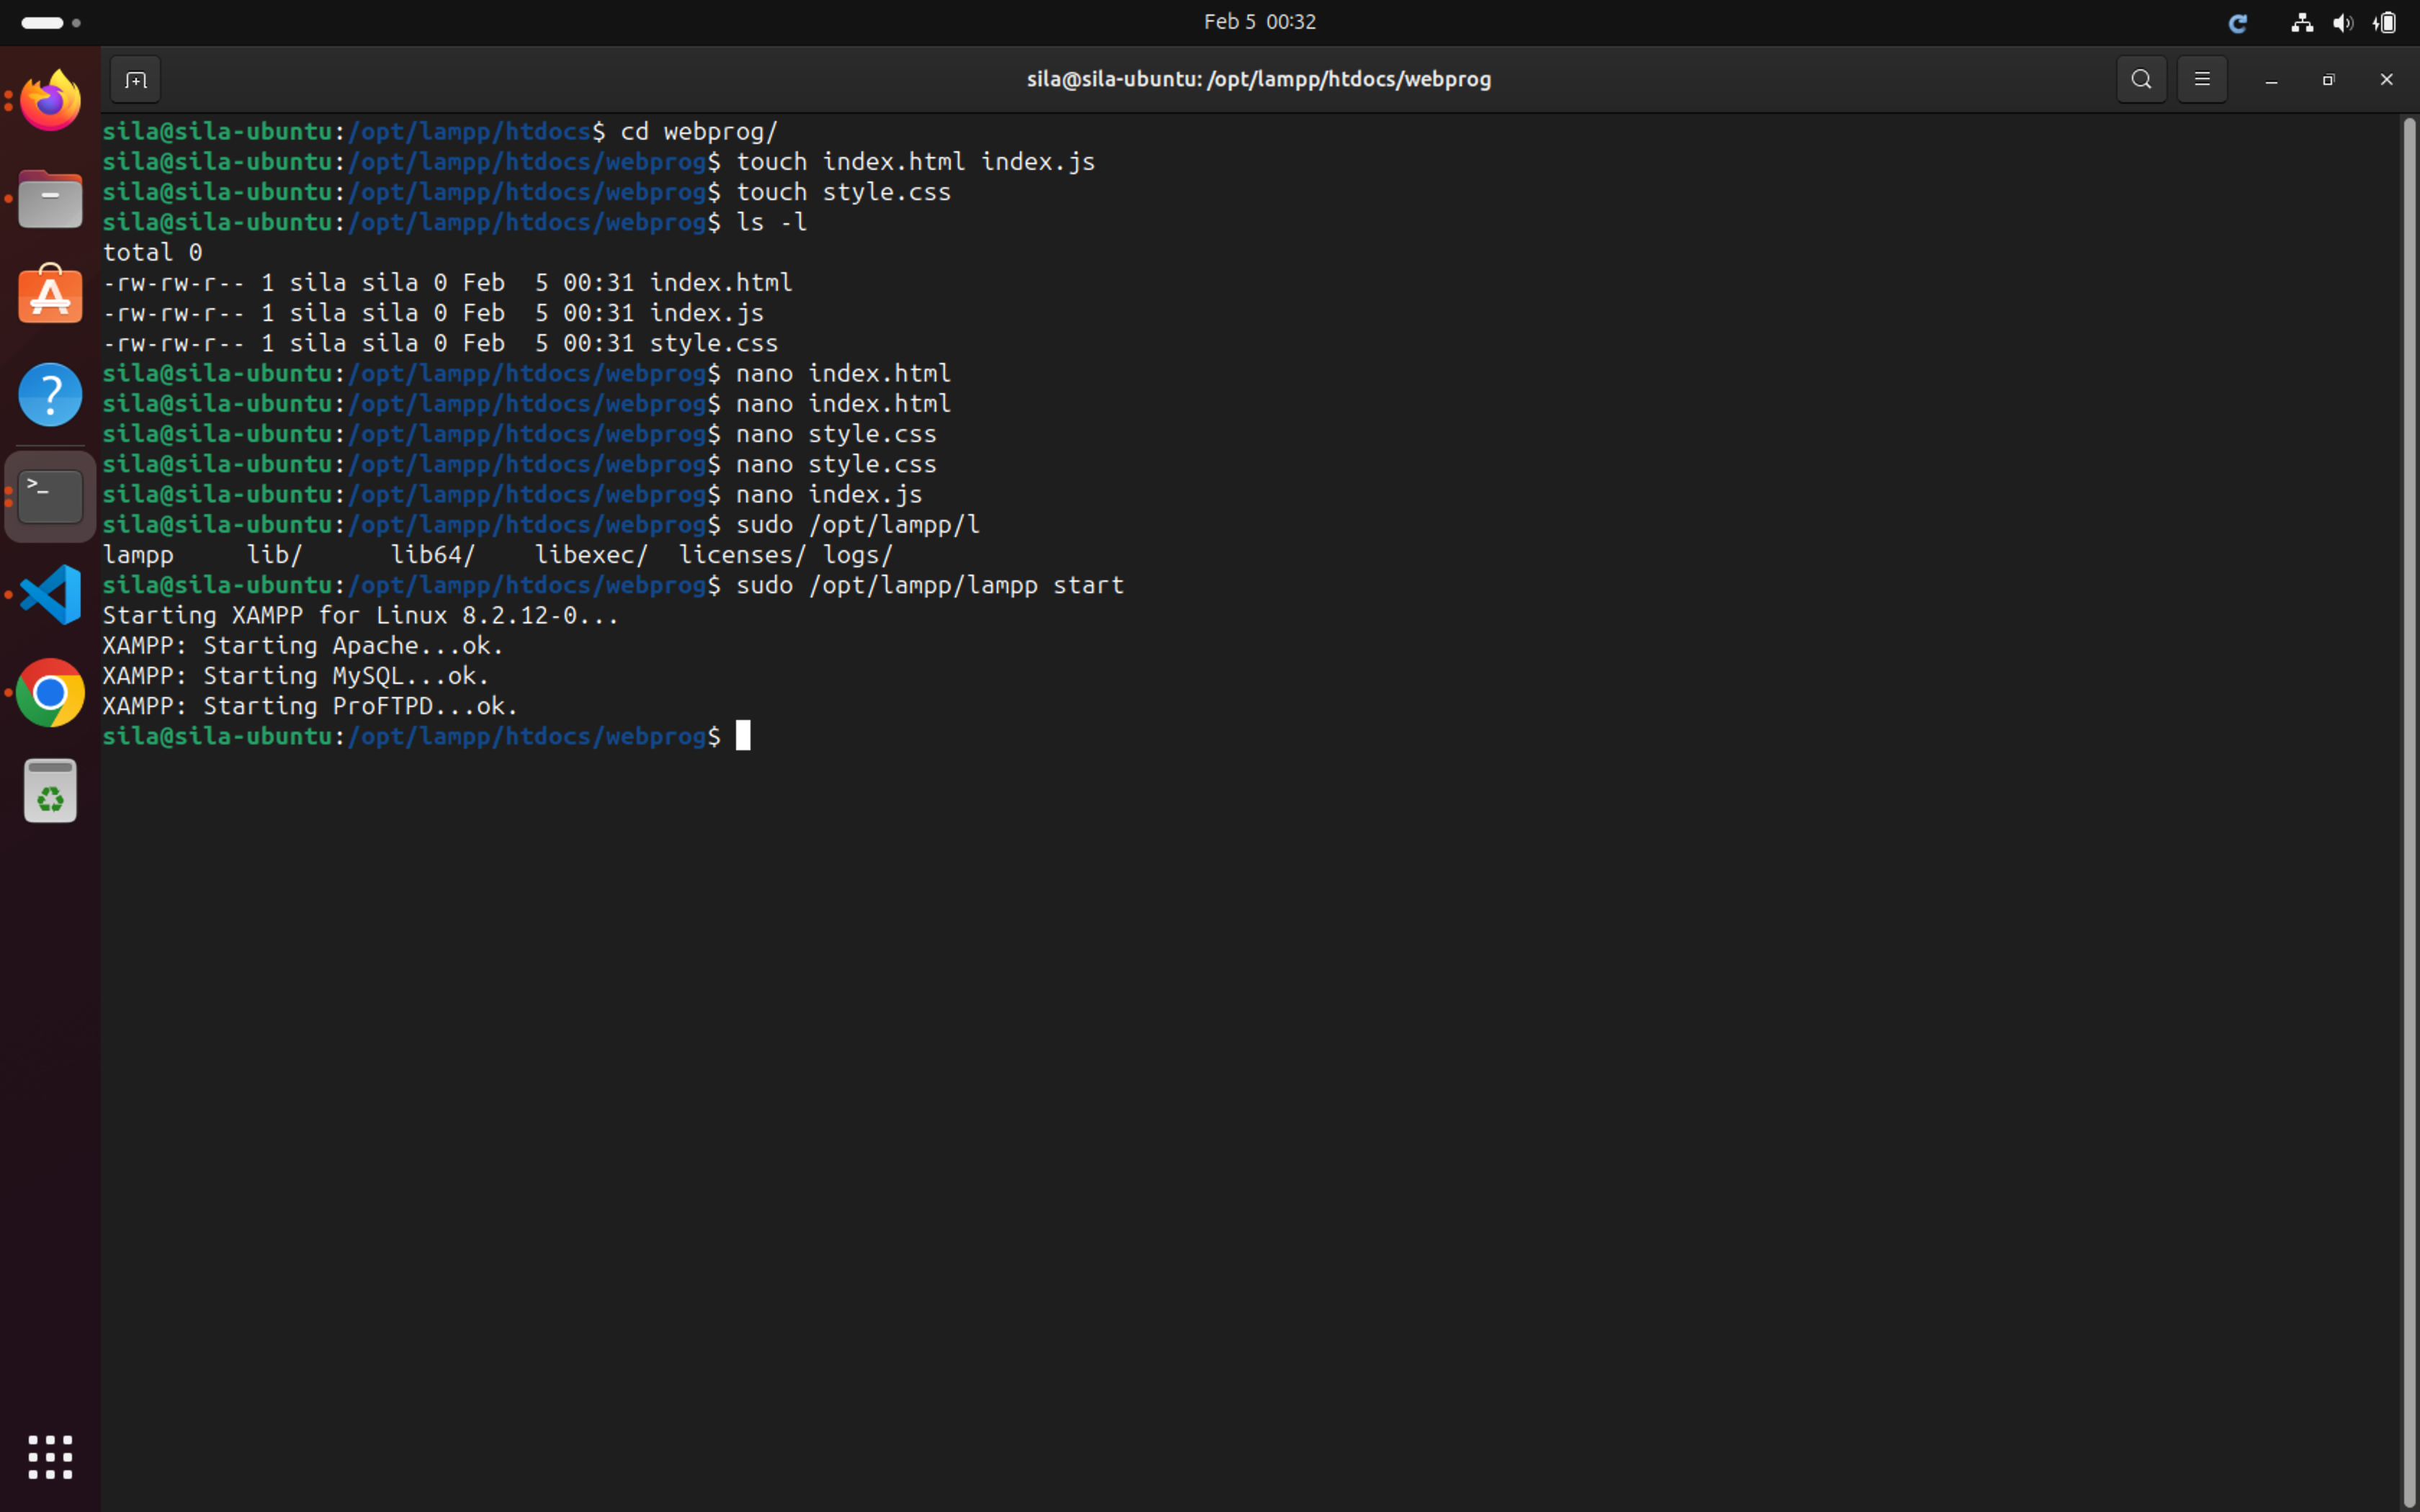 Feb 5 00:32
sila@sila-ubuntu: /opt/lampp/htdocs/webprog
sila@sila-ubuntu:/opt/lampp/htdocs$ cd webprog/
sila@sila-ubuntu:/opt/lampp/htdocs/webprog$ touch index.html index.js
sila@sila-ubuntu:/opt/lampp/htdocs/webprog$ touch style.css
sila@sila-ubuntu:/opt/lampp/htdocs/webprog$ ls -l
total 0
-rw-rw-r-- 1 sila sila 0 Feb  5 00:31 index.html
-rw-rw-r-- 1 sila sila 0 Feb  5 00:31 index.js
-rw-rw-r-- 1 sila sila 0 Feb  5 00:31 style.css
sila@sila-ubuntu:/opt/lampp/htdocs/webprog$ nano index.html
sila@sila-ubuntu:/opt/lampp/htdocs/webprog$ nano index.html
sila@sila-ubuntu:/opt/lampp/htdocs/webprog$ nano style.css
sila@sila-ubuntu:/opt/lampp/htdocs/webprog$ nano style.css
sila@sila-ubuntu:/opt/lampp/htdocs/webprog$ nano index.js
sila@sila-ubuntu:/opt/lampp/htdocs/webprog$ sudo /opt/lampp/l
lampp     lib/      lib64/    libexec/  licenses/ logs/
sila@sila-ubuntu:/opt/lampp/htdocs/webprog$ sudo /opt/lampp/lampp start
Starting XAMPP for Linux 8.2.12-0...
XAMPP: Starting Apache...ok.
XAMPP: Starting MySQL...ok.
XAMPP: Starting ProFTPD...ok.
sila@sila-ubuntu:/opt/lampp/htdocs/webprog$